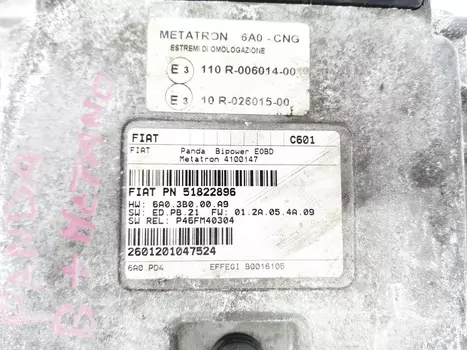 METATRON 6A0 - CNG
ESTREMI DI OMOLOGAZIONE
E 3 110 R-006014-00
E 3 10 R-026015-00
FIAT C601
FIAT Panda Bipower EOBD
Metatron 4100147
FIAT PN 51822896
HW: 6A0.3B0.00.A9
SW: ED.PB.21 FW: 01.2A.05.4A.09
SW REL: P46FM40304
2601201047524
6A0.PD4 EFFEGI B0016105
PANDA
B + METANO